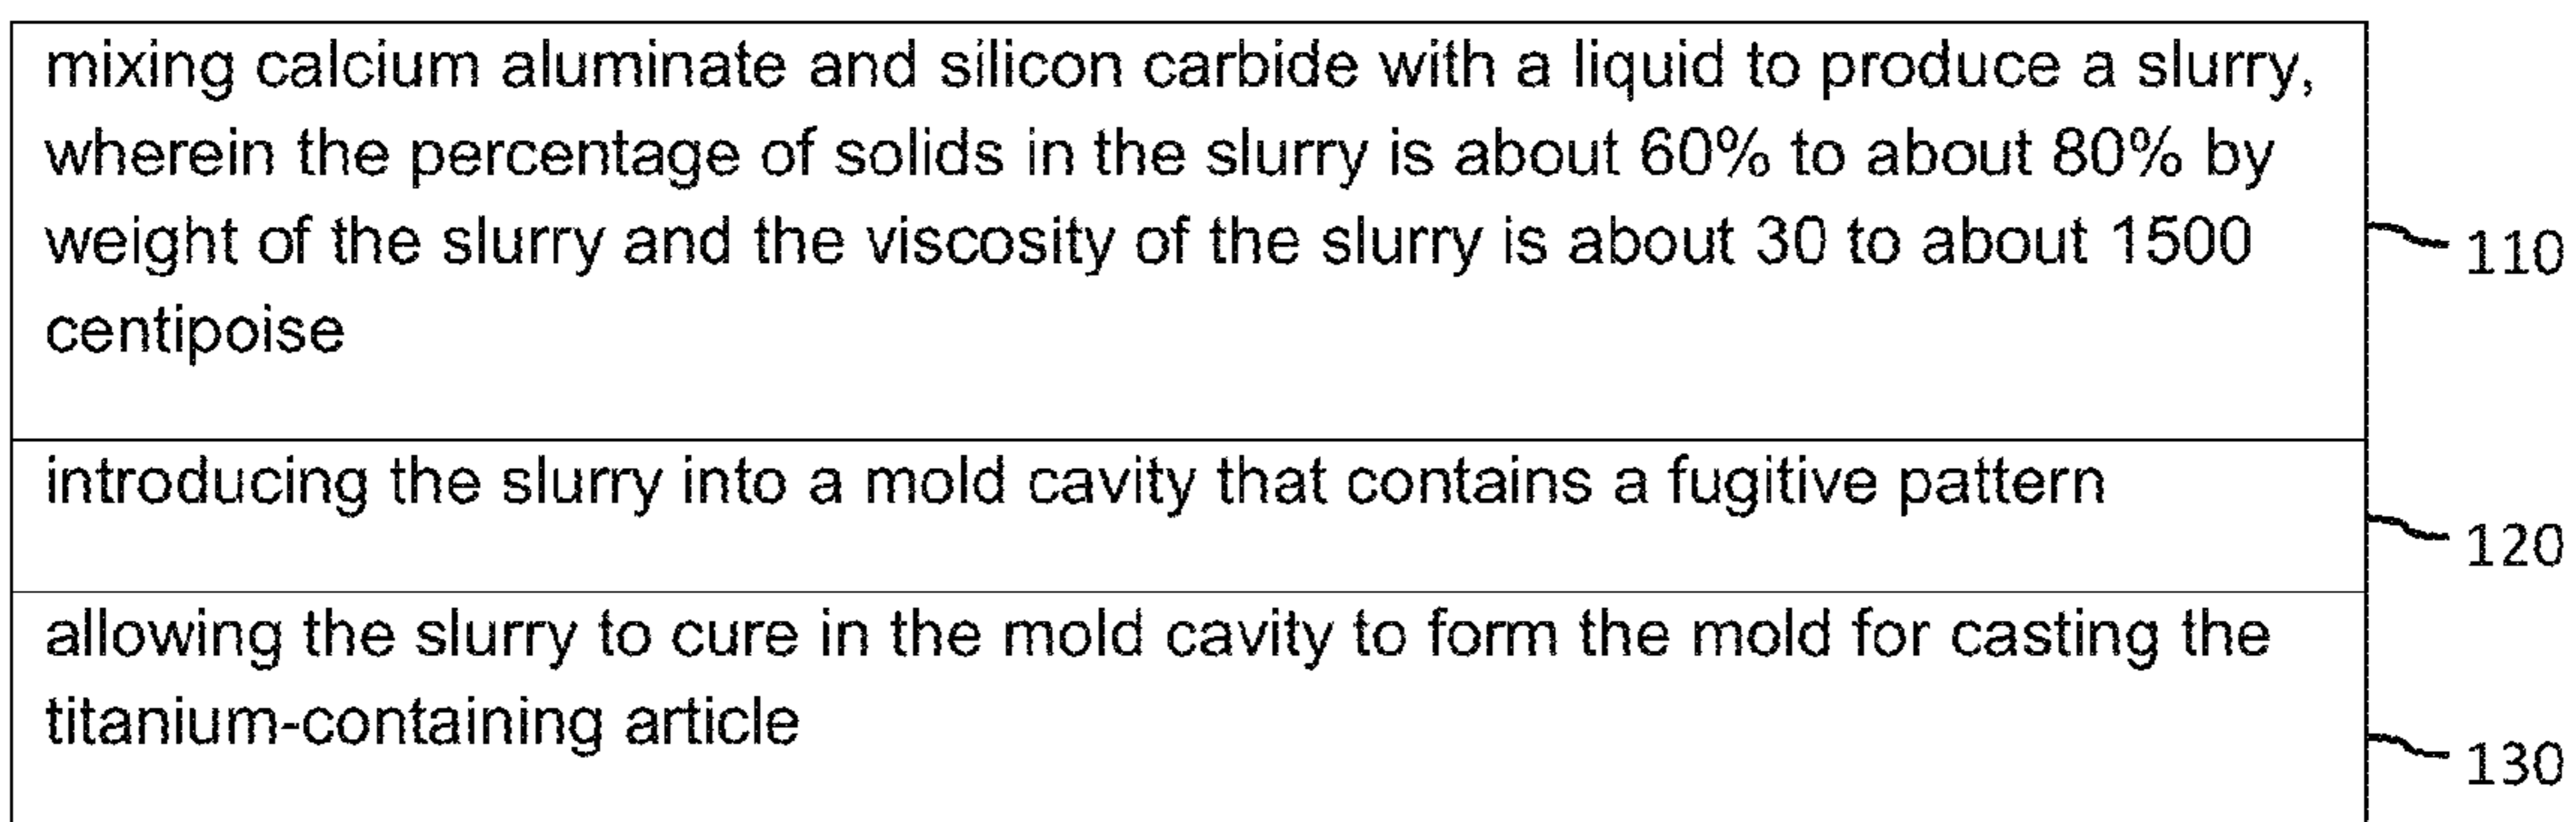 mixing calcium aluminate and silicon carbide with a liquid to produce a slurry,
wherein the percentage of solids in the slurry is about 60% to about 80% by
weight of the slurry and the viscosity of the slurry is about 30 to about 1500
centipoise
110
introducing the slurry into a mold cavity that contains a fugitive pattern
120
allowing the slurry to cure in the mold cavity to form the mold for casting the
titanium-containing article
130